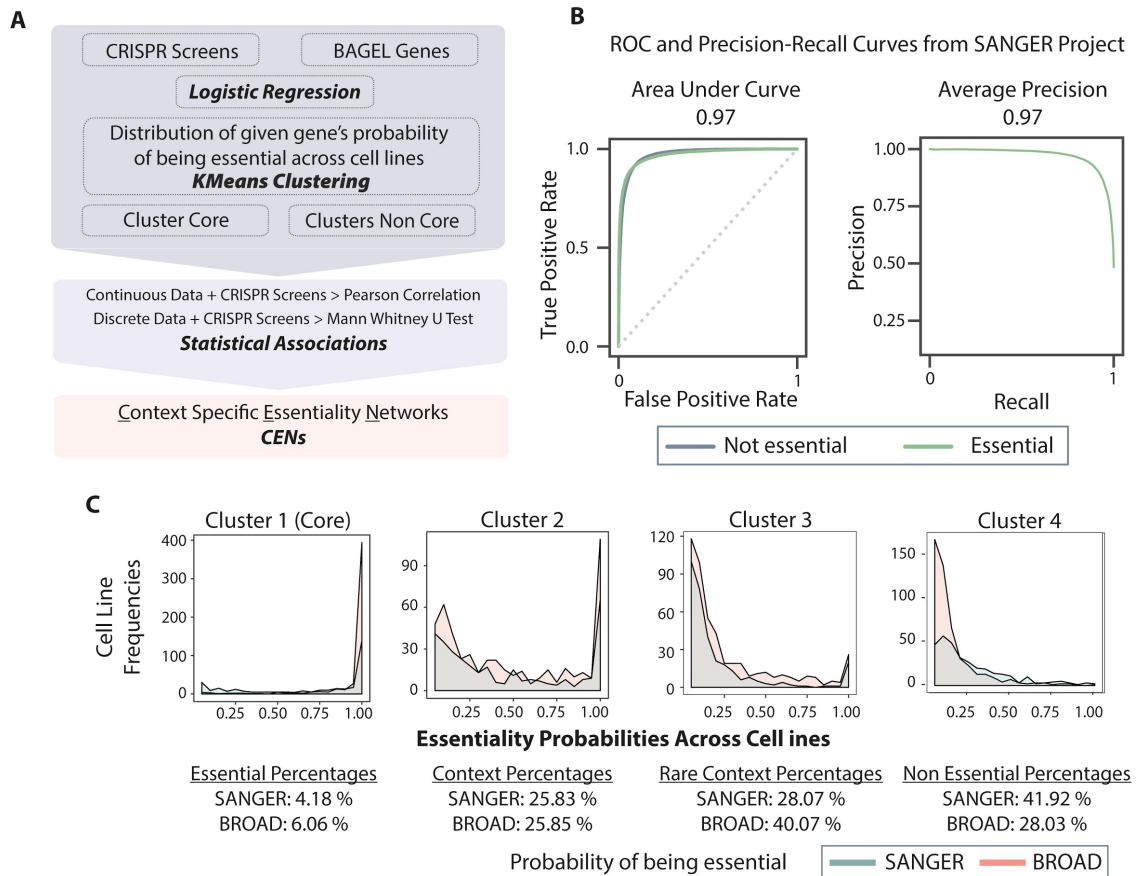 A
CRISPR Screens
BAGEL Genes
Logistic Regression
Distribution of given gene's probability
of being essential across cell lines
KMeans Clustering
Cluster Core
Clusters Non Core
Continuous Data + CRISPR Screens > Pearson Correlation
Discrete Data + CRISPR Screens > Mann Whitney U Test
Statistical Associations
Context Specific Essentiality Networks
CENs
B
ROC and Precision-Recall Curves from SANGER Project
Area Under Curve
0.97
True Positive Rate
1.0
0.5
0.0
0
1
False Positive Rate
Average Precision
0.97
Precision
1.00
0.75
0.50
0.25
0
1
Recall
Not essential
Essential
C
Cell Line
Frequencies
Cluster 1 (Core)
400
300
200
100
0
0.25 0.50 0.75 1.00
Cluster 2
90
60
30
0
0.25 0.50 0.75 1.00
Cluster 3
120
90
60
30
0
0.25 0.50 0.75 1.00
Cluster 4
150
100
50
0
0.25 0.50 0.75 1.00
Essentiality Probabilities Across Cell ines
Essential Percentages
SANGER: 4.18 %
BROAD: 6.06 %
Context Percentages
SANGER: 25.83 %
BROAD: 25.85 %
Rare Context Percentages
SANGER: 28.07 %
BROAD: 40.07 %
Non Essential Percentages
SANGER: 41.92 %
BROAD: 28.03 %
Probability of being essential
SANGER
BROAD